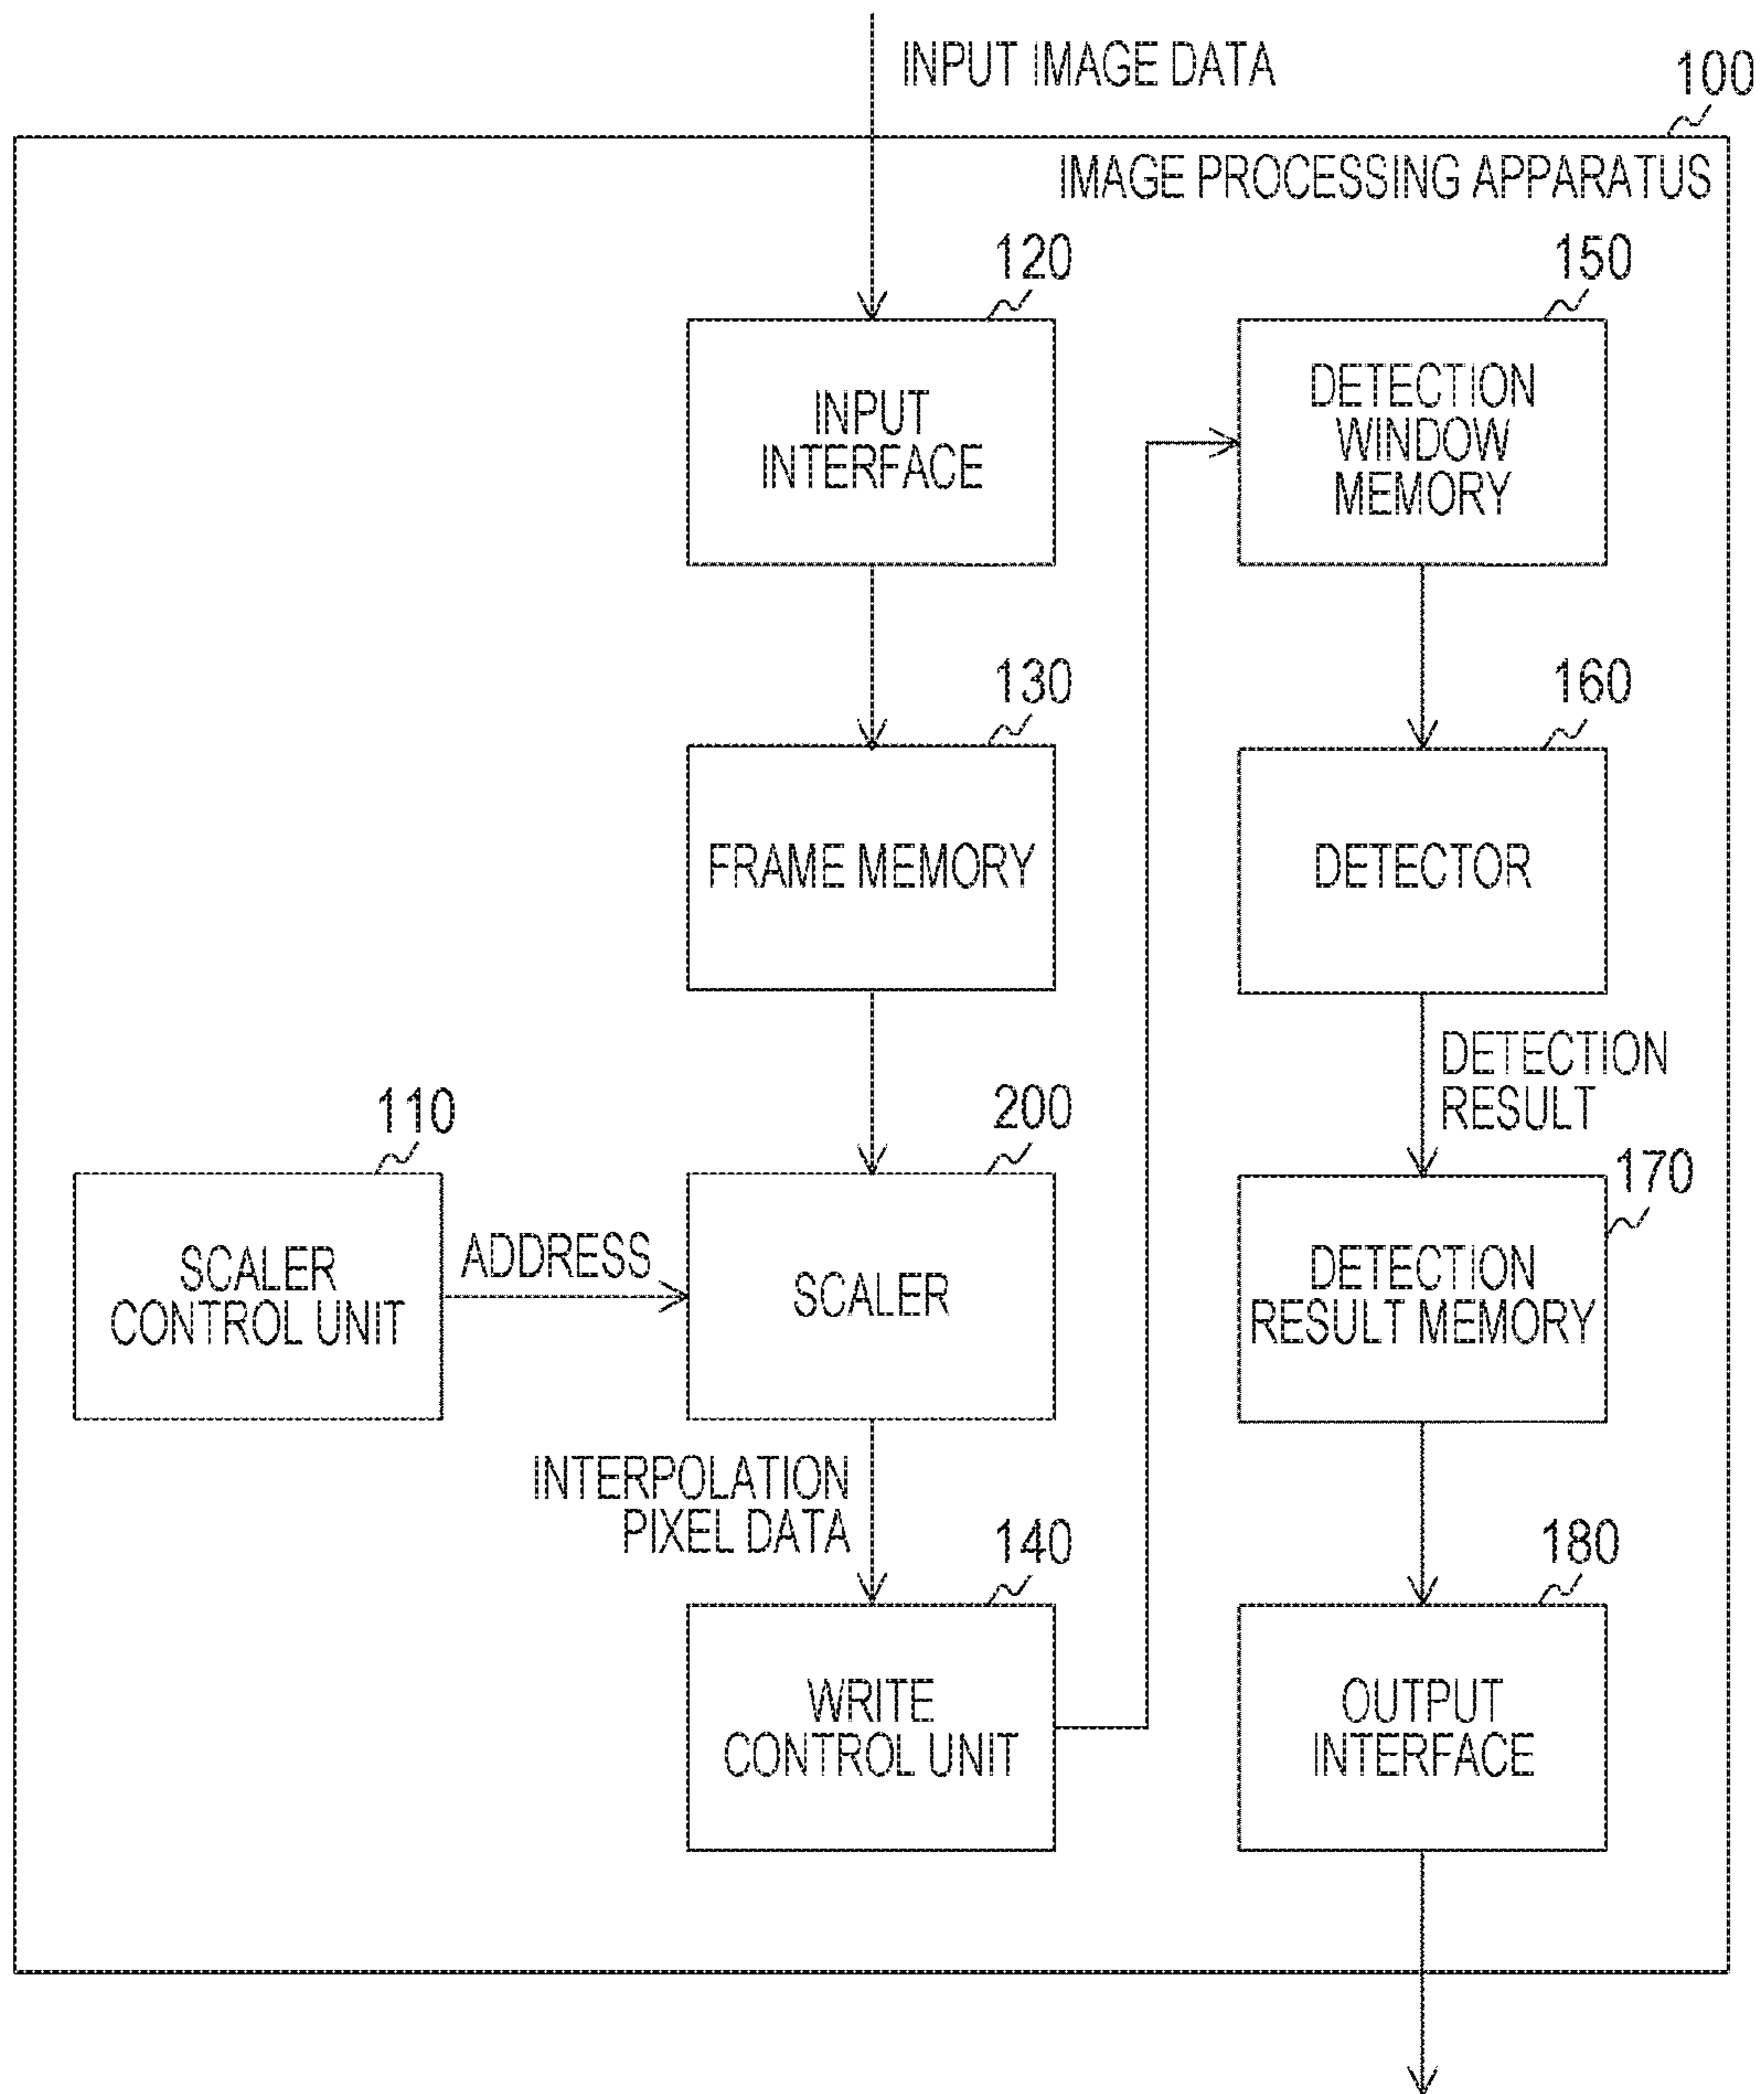 INPUT IMAGE DATA
100
IMAGE PROCESSING APPARATUS
120
INPUT
INTERFACE
130
FRAME MEMORY
110
SCALER
CONTROL UNIT
ADDRESS
200
SCALER
INTERPOLATION
PIXEL DATA
140
WRITE
CONTROL UNIT
150
DETECTION
WINDOW
MEMORY
160
DETECTOR
DETECTION
RESULT
170
DETECTION
RESULT MEMORY
180
OUTPUT
INTERFACE